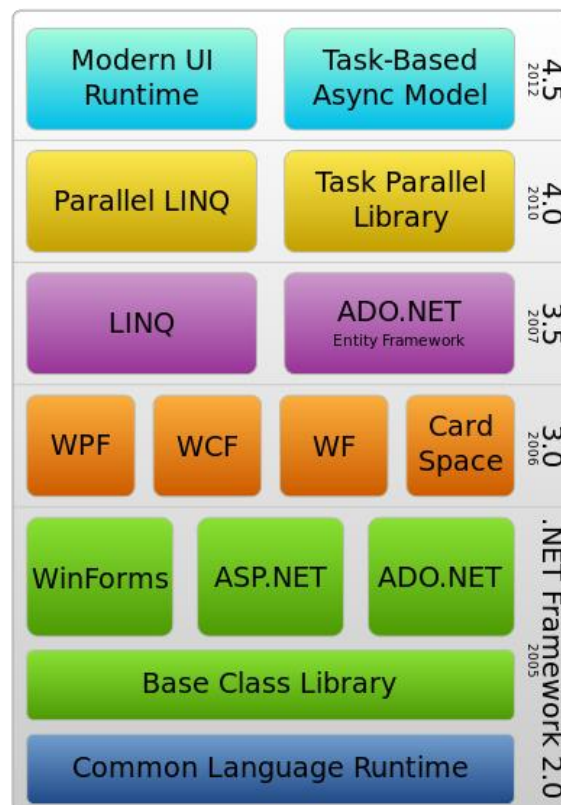 Modern UI
Runtime
Task-Based
Async Model
4.5
2012
Parallel LINQ
Task Parallel
Library
4.0
2010
LINQ
ADO.NET
Entity Framework
3.5
2007
WPF
WCF
WF
Card
Space
3.0
2006
WinForms
ASP.NET
ADO.NET
Base Class Library
Common Language Runtime
.NET Framework 2.0
2005